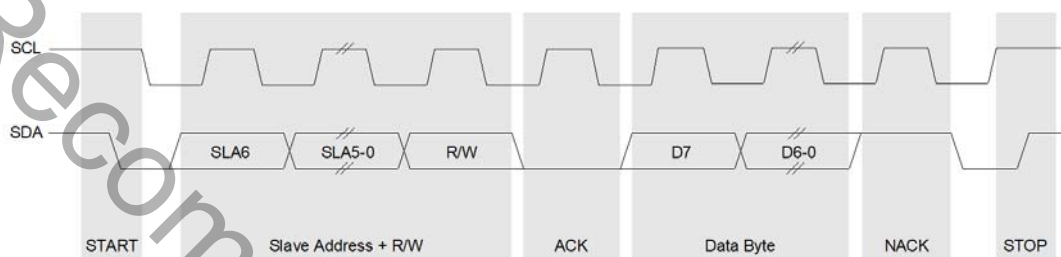 SCL
SDA
SLA6 SLA5-0 R/W D7 D6-0
START Slave Address + R/W ACK Data Byte NACK STOP